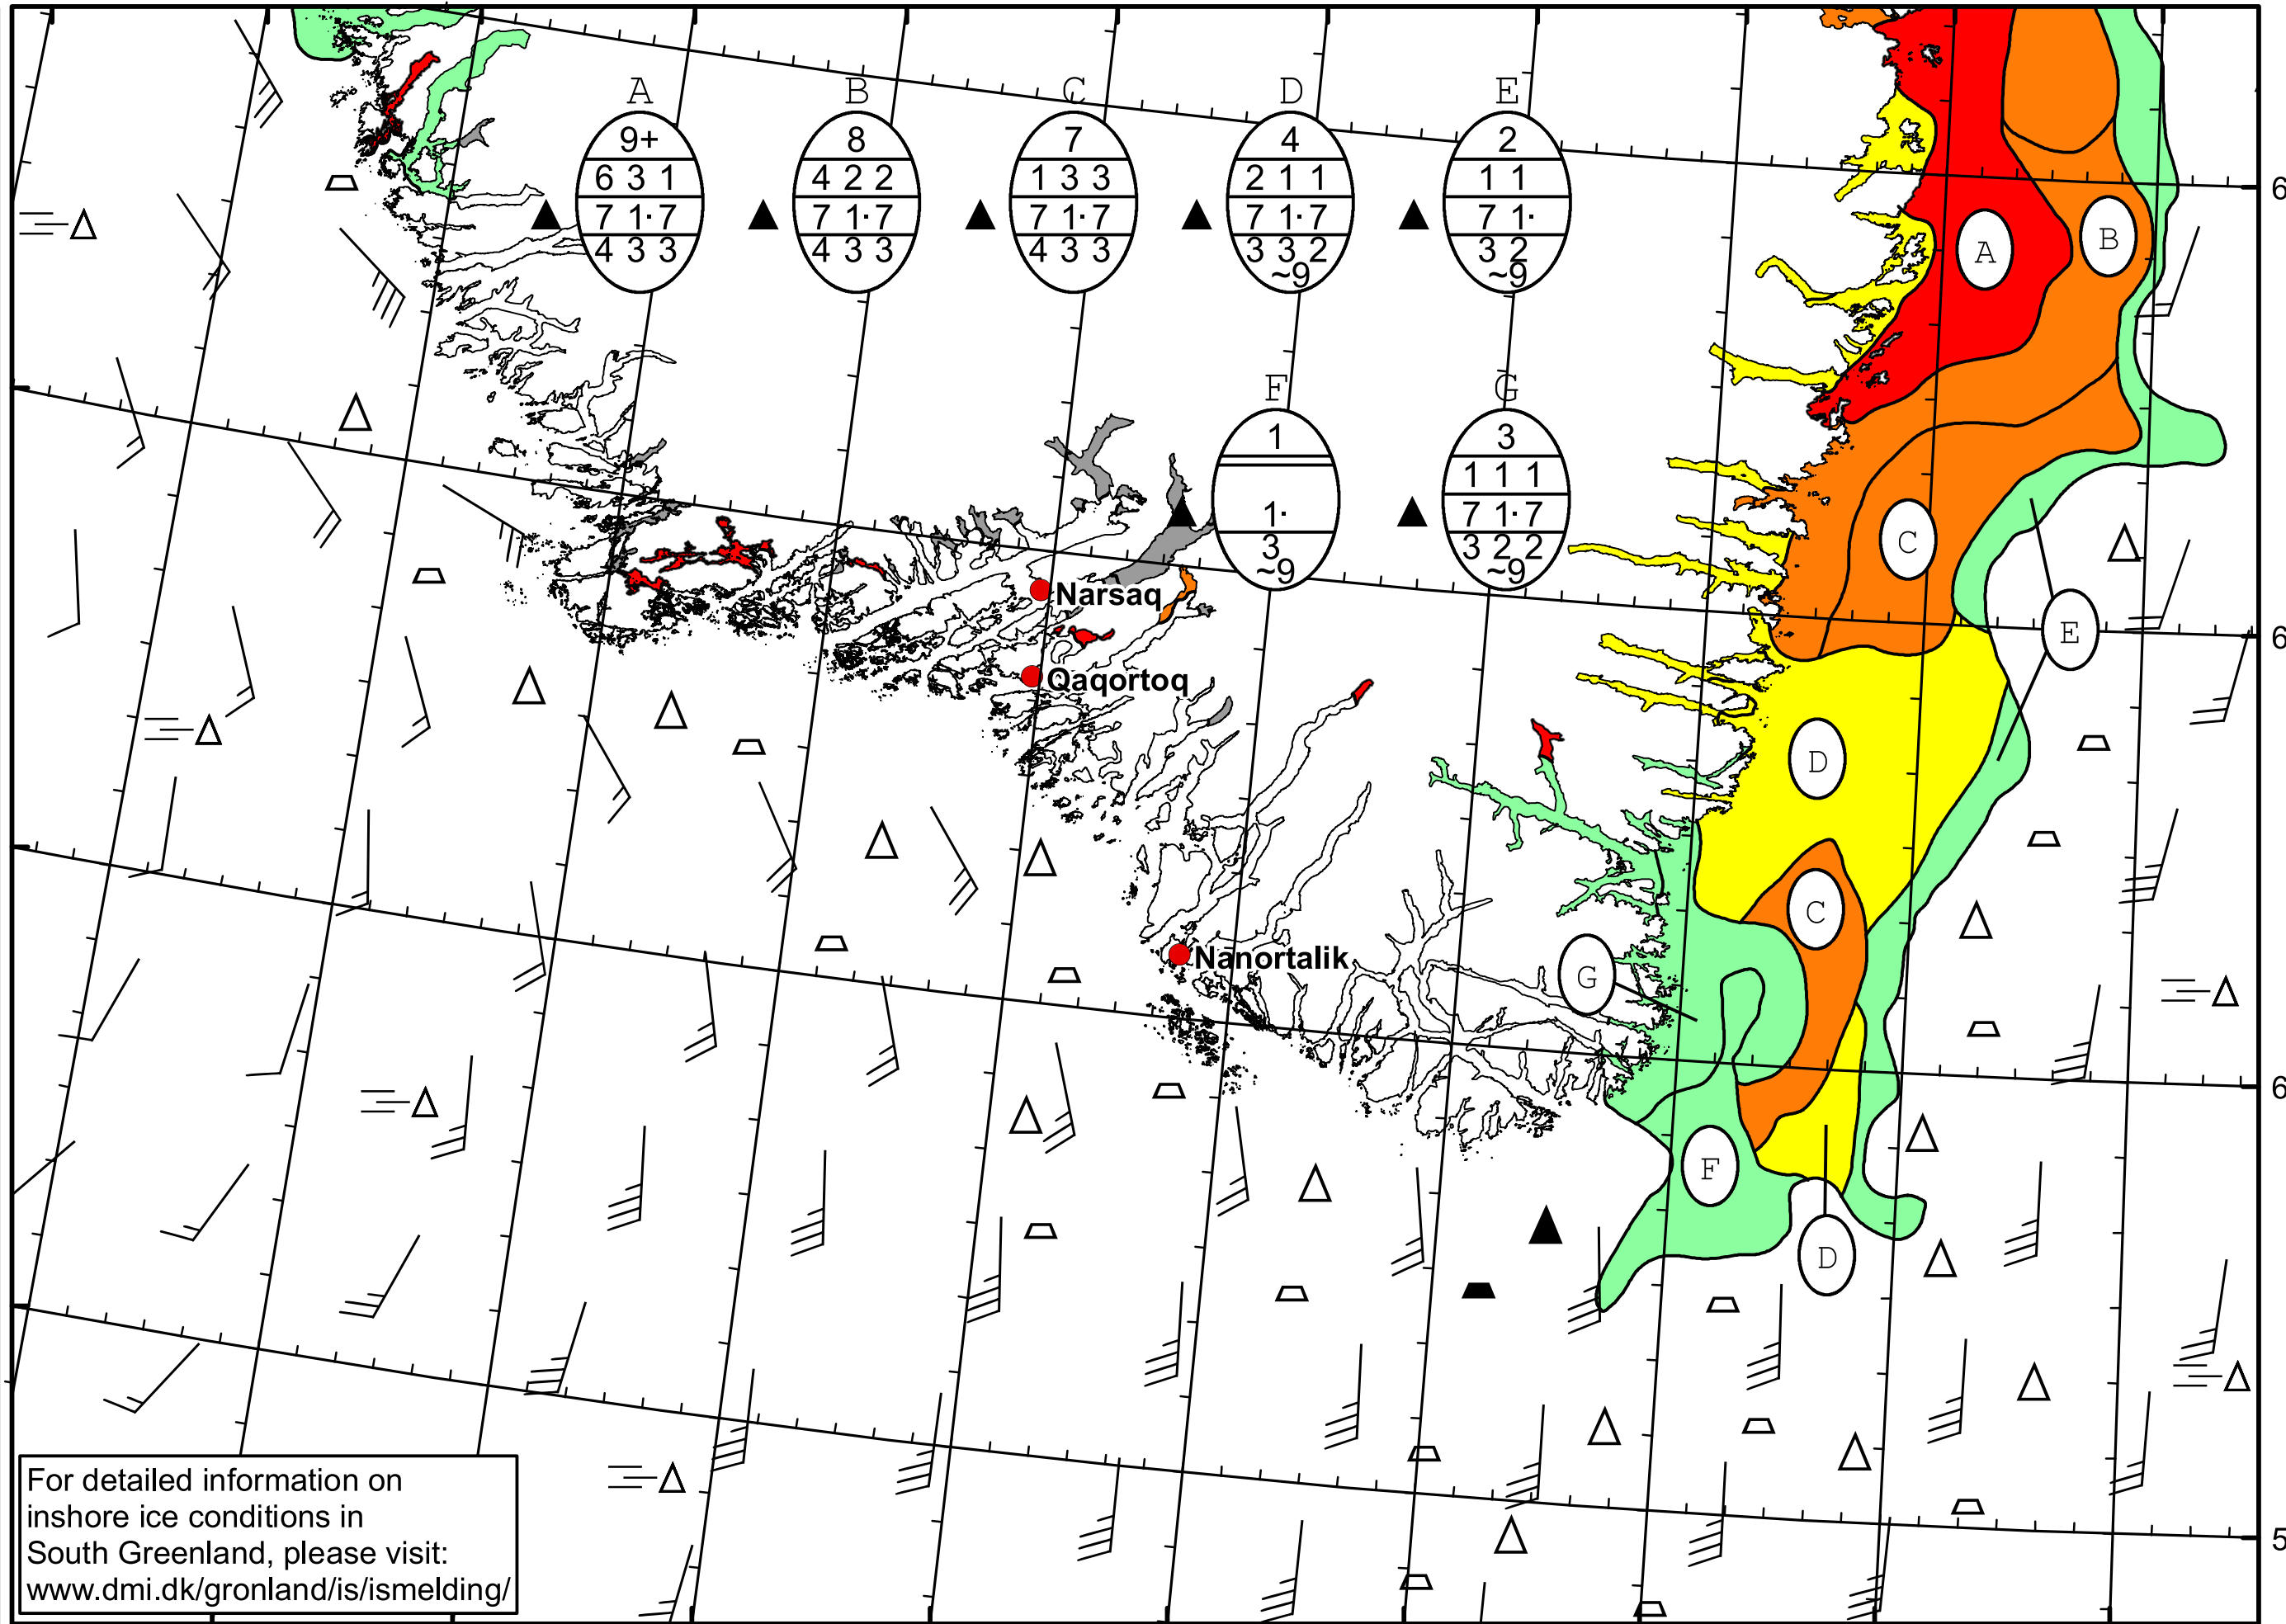 A B C D E
9+ 8 7 4 2
6 3 1 4 2 2 1 3 3 2 1 1 1 1
7 1·7 7 1·7 7 1·7 7 1·7 7 1·
4 3 3 4 3 3 4 3 3 3 3 2 3 2
~9 ~9
6
A B
F G
1 3
1 1 1
1· 7 1·7
3 3 2 2
~9 ~9
C
Narsaq
E
6
Qaqortoq
D
C
Nanortalik
G
6
F
D
For detailed information on
inshore ice conditions in
South Greenland, please visit:
www.dmi.dk/gronland/is/ismelding/
5